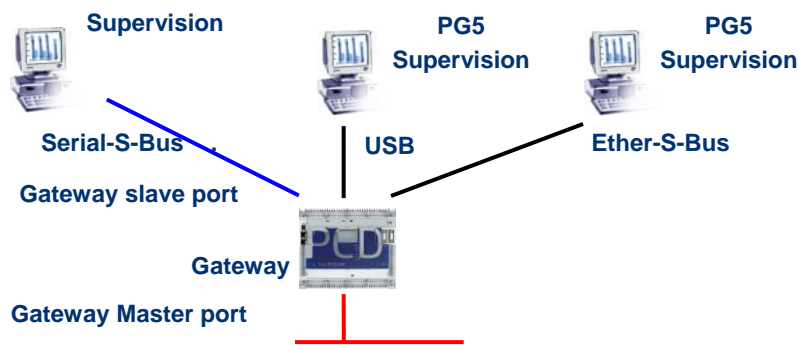 Supervision
PG5
Supervision
PG5
Supervision
Serial-S-Bus .
USB
Ether-S-Bus
Gateway slave port
PCD
Gateway
Gateway Master port